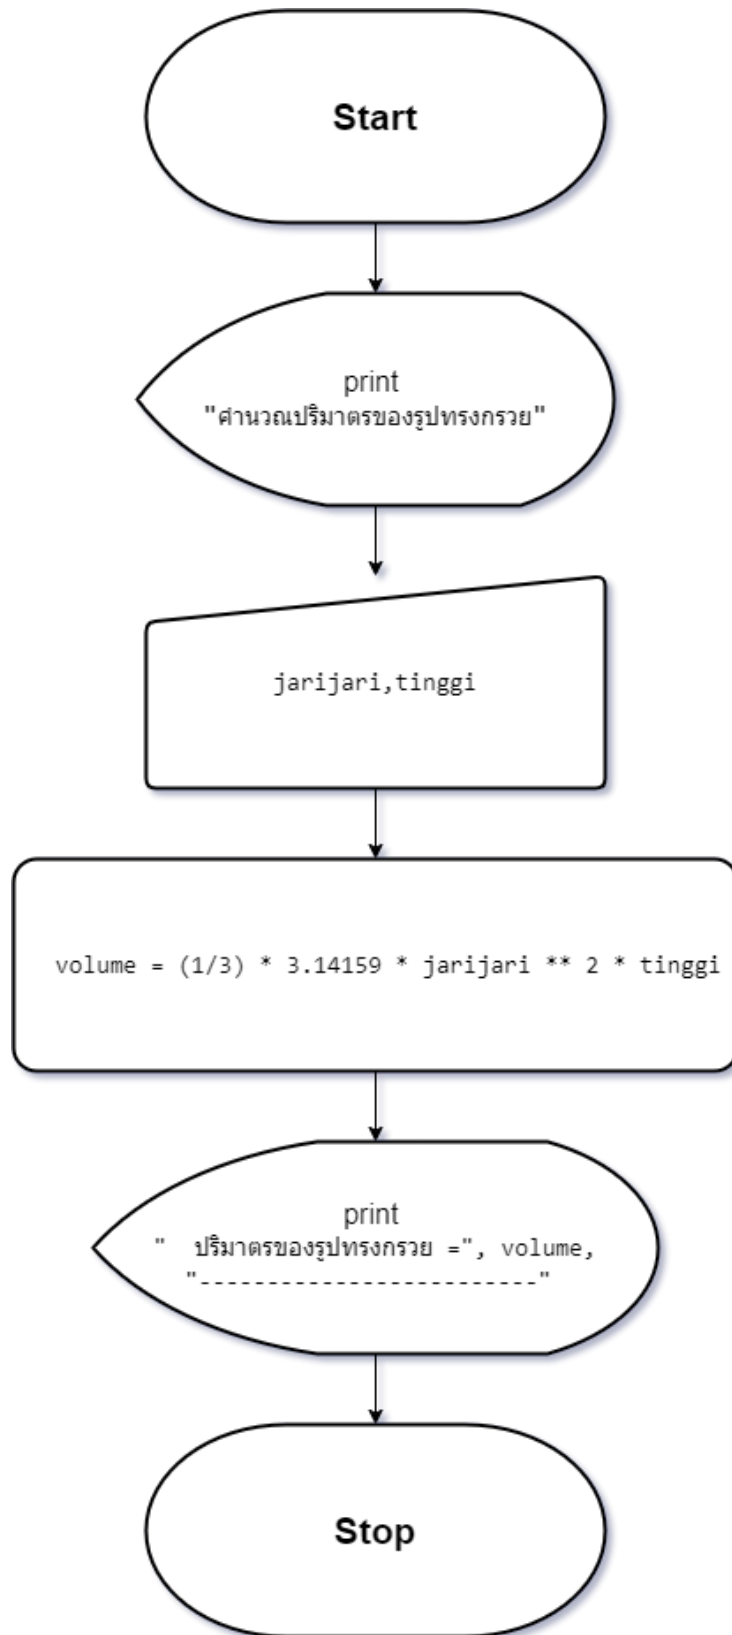 Start
print
"คำนวณปริมาตรของรูปทรงกรวย"
jarijari,tinggi
volume = (1/3) * 3.14159 * jarijari ** 2 * tinggi
print
"  ปริมาตรของรูปทรงกรวย =", volume,
"-------------------------"
Stop